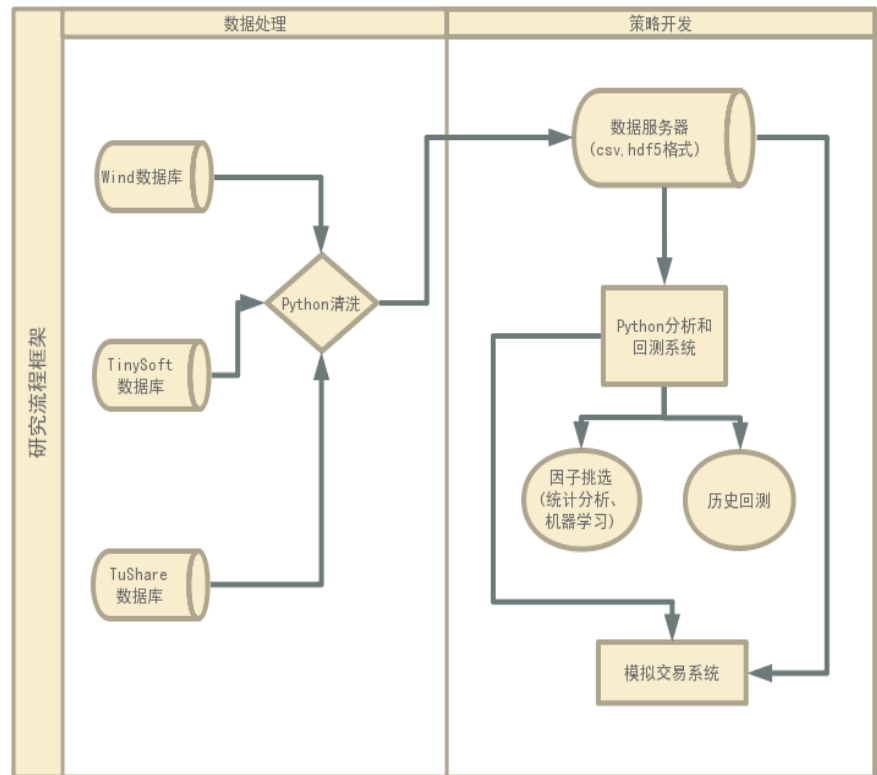 数据处理
策略开发
研究流程框架
Wind数据库
TinySoft
数据库
TuShare
数据库
Python清洗
数据服务器
(csv,hdf5格式)
Python分析和
回测系统
因子挑选
(统计分析、
机器学习)
历史回测
模拟交易系统